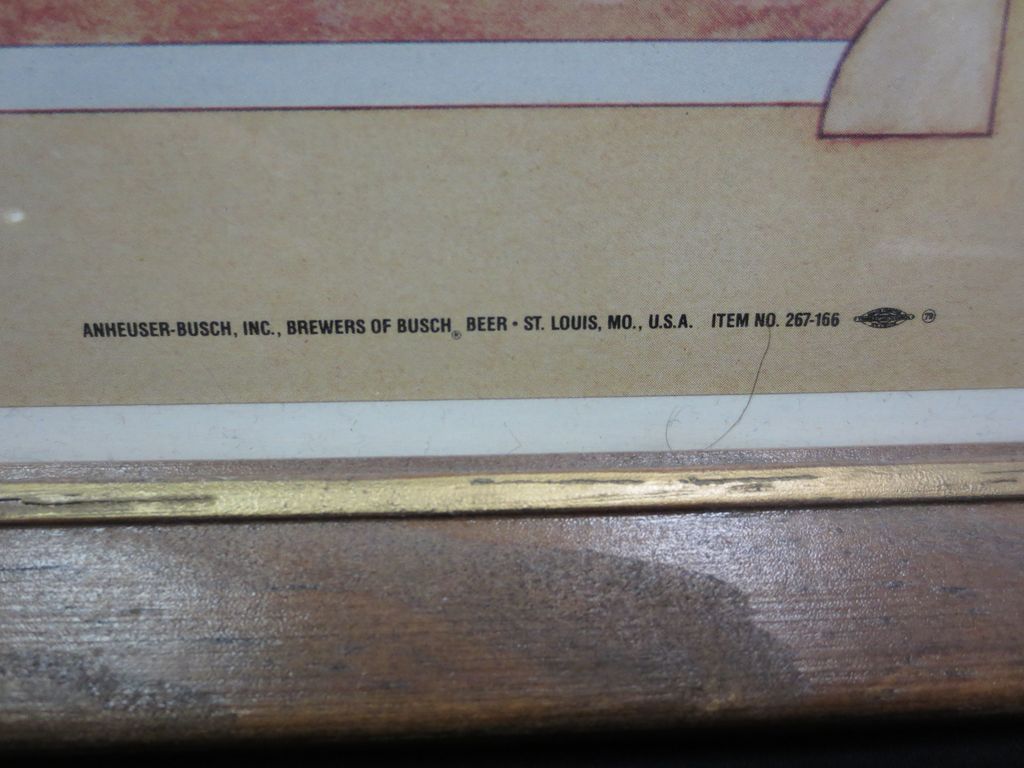 ANHEUSER-BUSCH, INC., BREWERS OF BUSCH® BEER • ST. LOUIS, MO., U.S.A. ITEM NO. 267-166